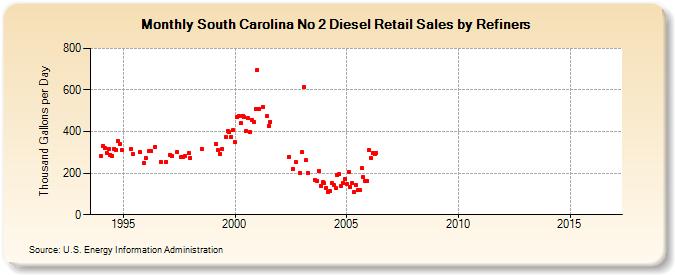 Monthly South Carolina No 2 Diesel Retail Sales by Refiners
Thousand Gallons per Day
800
600
400
200
0
1995 2000 2005 2010 2015
Source: U.S. Energy Information Administration